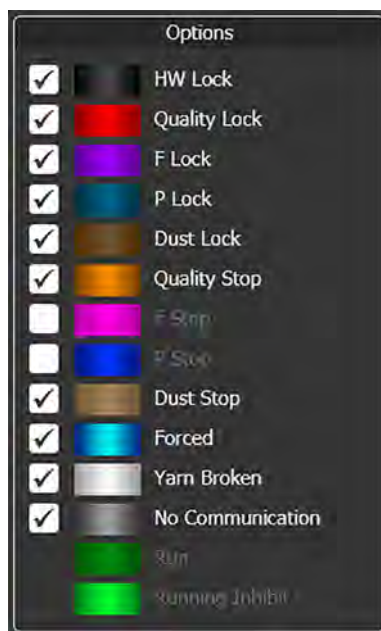 Options
HW Lock
Quality Lock
F Lock
P Lock
Dust Lock
Quality Stop
F Stop
P Stop
Dust Stop
Forced
Yarn Broken
No Communication
Run
Running Inhibit